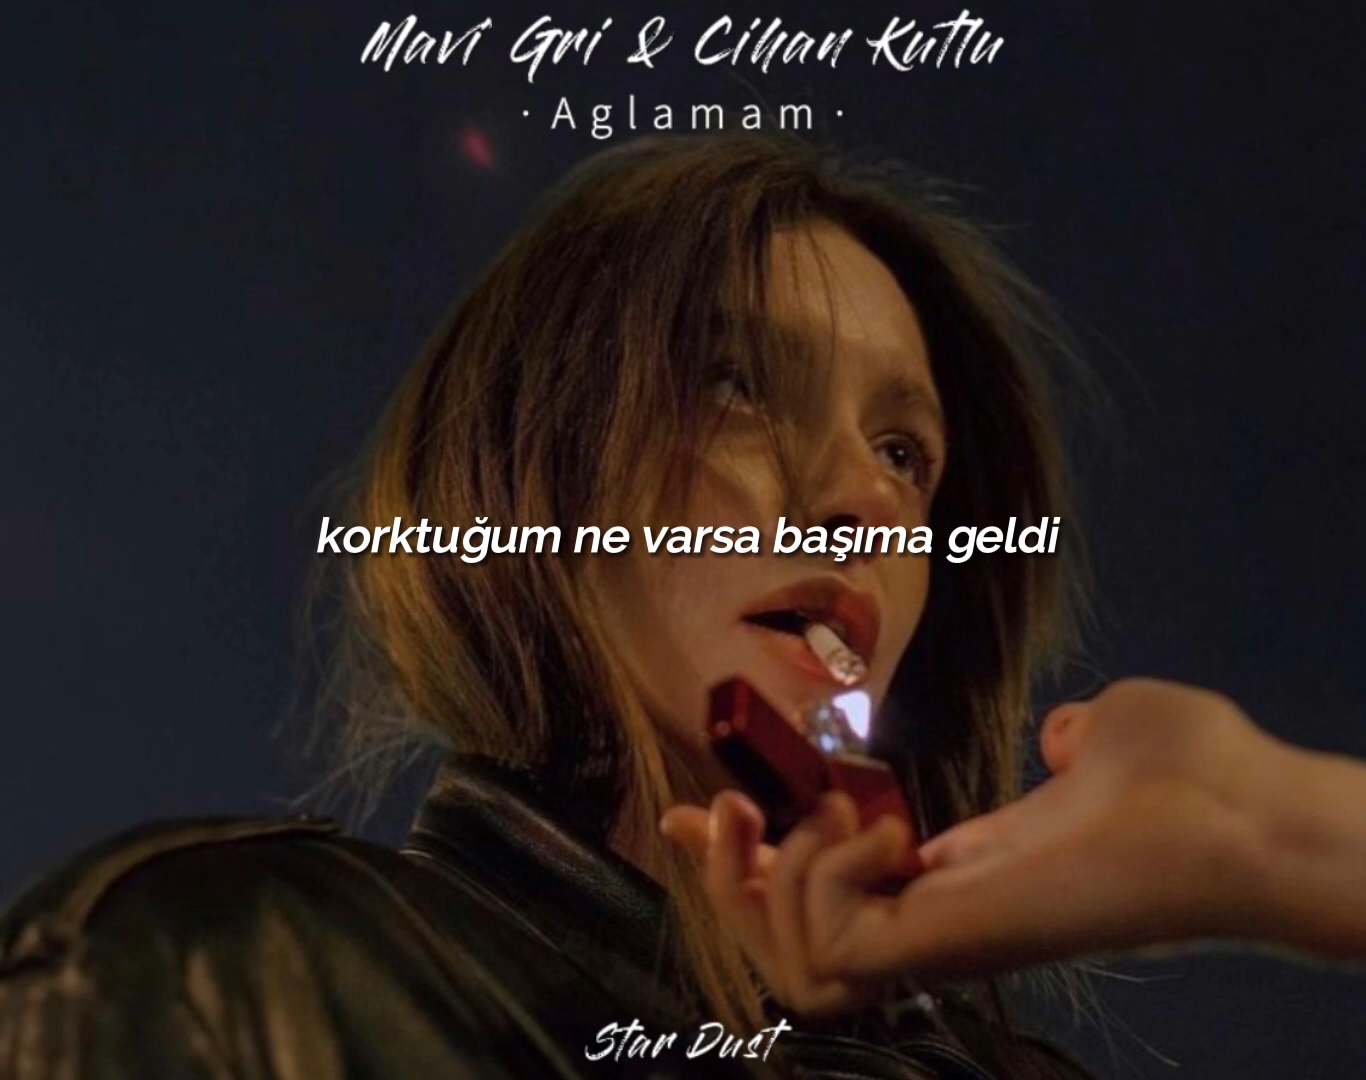 Mavi Gri & Cihan Kutlu
· Aglamam ·
korktuğum ne varsa başıma geldi
Star Dust